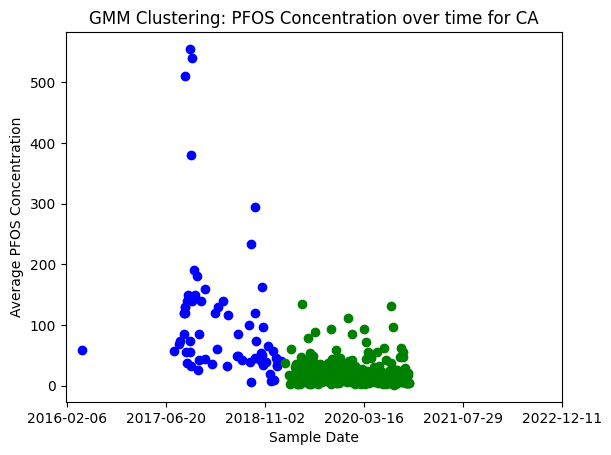 GMM Clustering: PFOS Concentration over time for CA
Average PFOS Concentration
500
400
300
200
100
0
2016-02-06 2017-06-20 2018-11-02 2020-03-16 2021-07-29 2022-12-11
Sample Date